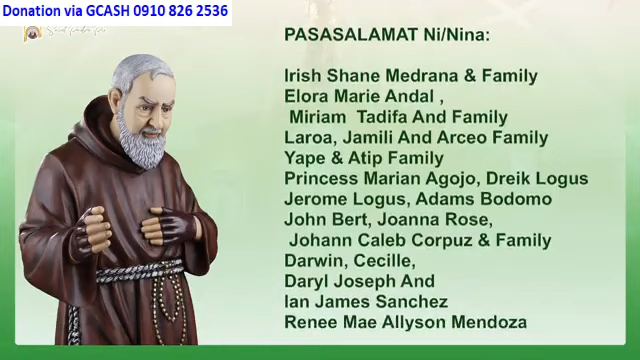 Donation via GCASH 0910 826 2536
PASASALAMAT Ni/Nina:
Irish Shane Medrana & Family
Elora Marie Andal ,
Miriam Tadifa And Family
Laroa, Jamili And Arceo Family
Yape & Atip Family
Princess Marian Agojo, Dreik Logus
Jerome Logus, Adams Bodomo
John Bert, Joanna Rose,
Johann Caleb Corpuz & Family
Darwin, Cecille,
Daryl Joseph And
Ian James Sanchez
Renee Mae Allyson Mendoza